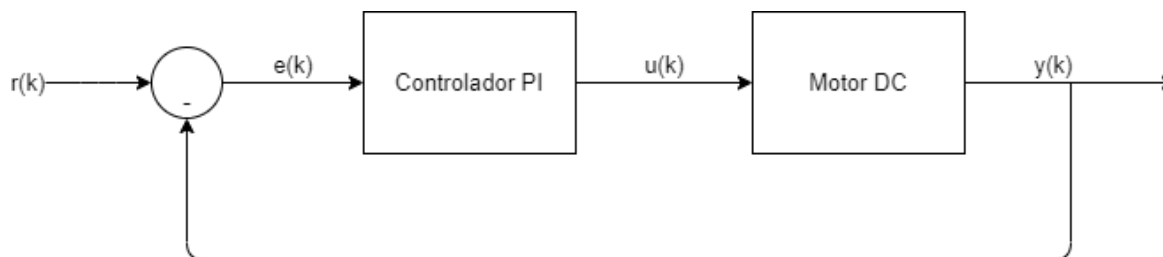 r(k)
-
e(k)
Controlador PI
u(k)
Motor DC
y(k)